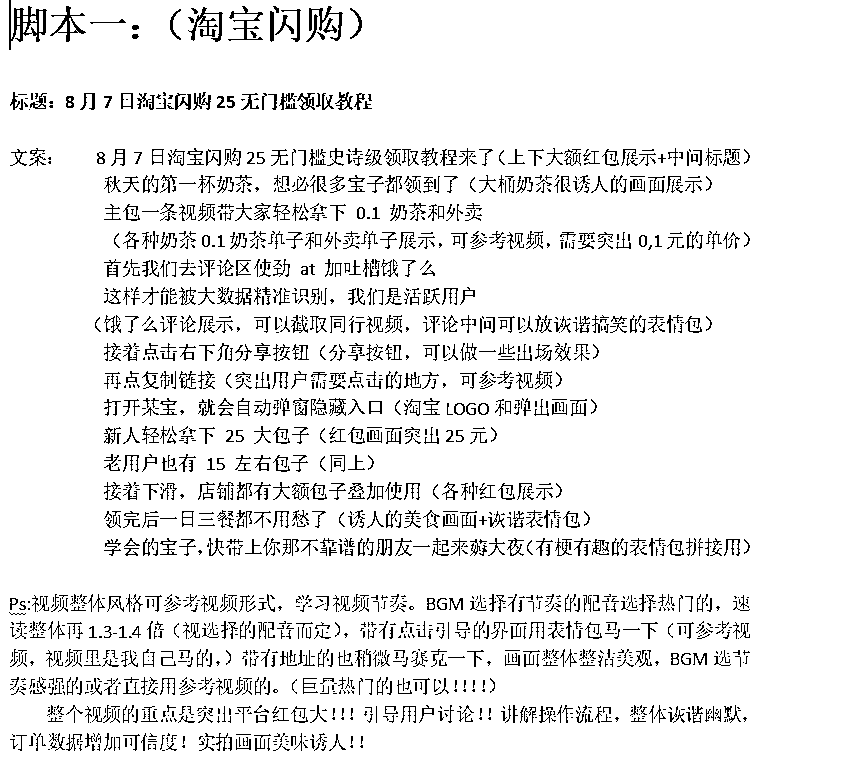 脚本一：（淘宝闪购）
标题：8 月 7 日淘宝闪购 25 无门槛领取教程
文案： 8 月 7 日淘宝闪购 25 无门槛史诗级领取教程来了（上下大额红包展示+中间标题）
秋天的第一杯奶茶，想必很多宝子都领到了（大桶奶茶很诱人的画面展示）
主包一条视频带大家轻松拿下 0.1 奶茶和外卖
（各种奶茶 0.1 奶茶单子和外卖单子展示，可参考视频，需要突出 0,1 元的单价）
首先我们去评论区使劲 at 加吐槽饿了么
这样才能被大数据精准识别，我们是活跃用户
（饿了么评论展示，可以截取同行视频，评论中间可以放诙谐搞笑的表情包）
接着点击右下角分享按钮（分享按钮，可以做一些出场效果）
再点复制链接（突出用户需要点击的地方，可参考视频）
打开某宝，就会自动弹窗隐藏入口（淘宝 LOGO 和弹出画面）
新人轻松拿下 25 大包子（红包画面突出 25 元）
老用户也有 15 左右包子（同上）
接着下滑，店铺都有大额包子叠加使用（各种红包展示）
领完后一日三餐都不用愁了（诱人的美食画面+诙谐表情包）
学会的宝子，快带上你那不靠谱的朋友一起来薅大夜（有梗有趣的表情包拼接用）
Ps:视频整体风格可参考视频形式，学习视频节奏。BGM 选择有节奏的配音选择热门的，速
读整体再 1.3-1.4 倍（视选择的配音而定），带有点击引导的界面用表情包马一下（可参考视
频，视频里是我自己马的，）带有地址的也稍微马赛克一下，画面整体整洁美观，BGM 选节
奏感强的或者直接用参考视频的。（巨量热门的也可以！！！！）
整个视频的重点是突出平台红包大！！！引导用户讨论！！讲解操作流程，整体诙谐幽默，
订单数据增加可信度！实拍画面美味诱人！！